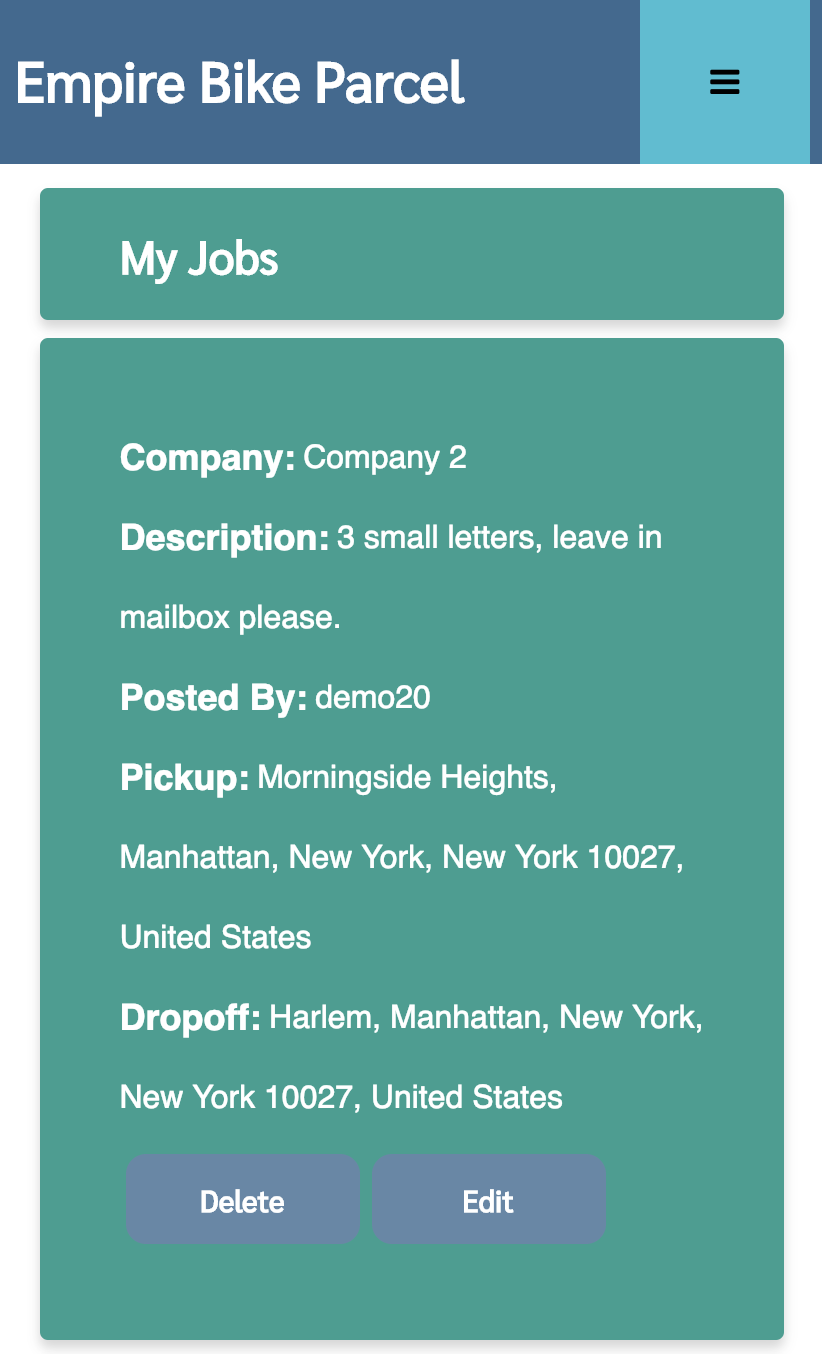 Empire Bike Parcel
My Jobs
Company: Company 2
Description: 3 small letters, leave in
mailbox please.
Posted By: demo20
Pickup: Morningside Heights,
Manhattan, New York, New York 10027,
United States
Dropoff: Harlem, Manhattan, New York,
New York 10027, United States
Delete Edit